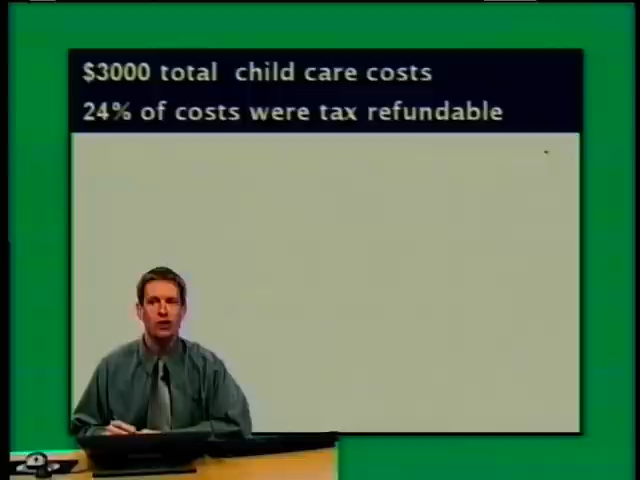 $3000 total child care costs
24% of costs were tax refundable